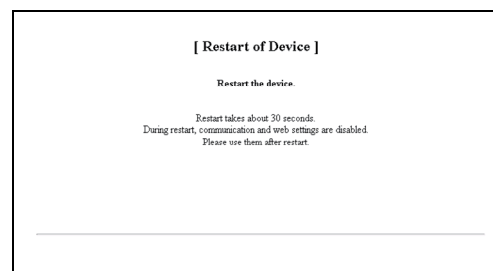 [ Restart of Device ]
Restart the device.
Restart takes about 30 seconds.
During restart, communication and web settings are disabled.
Please use them after restart.